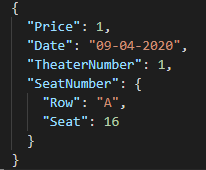 {
  "Price": 1,
  "Date": "09-04-2020",
  "TheaterNumber": 1,
  "SeatNumber": {
    "Row": "A",
    "Seat": 16
  }
}